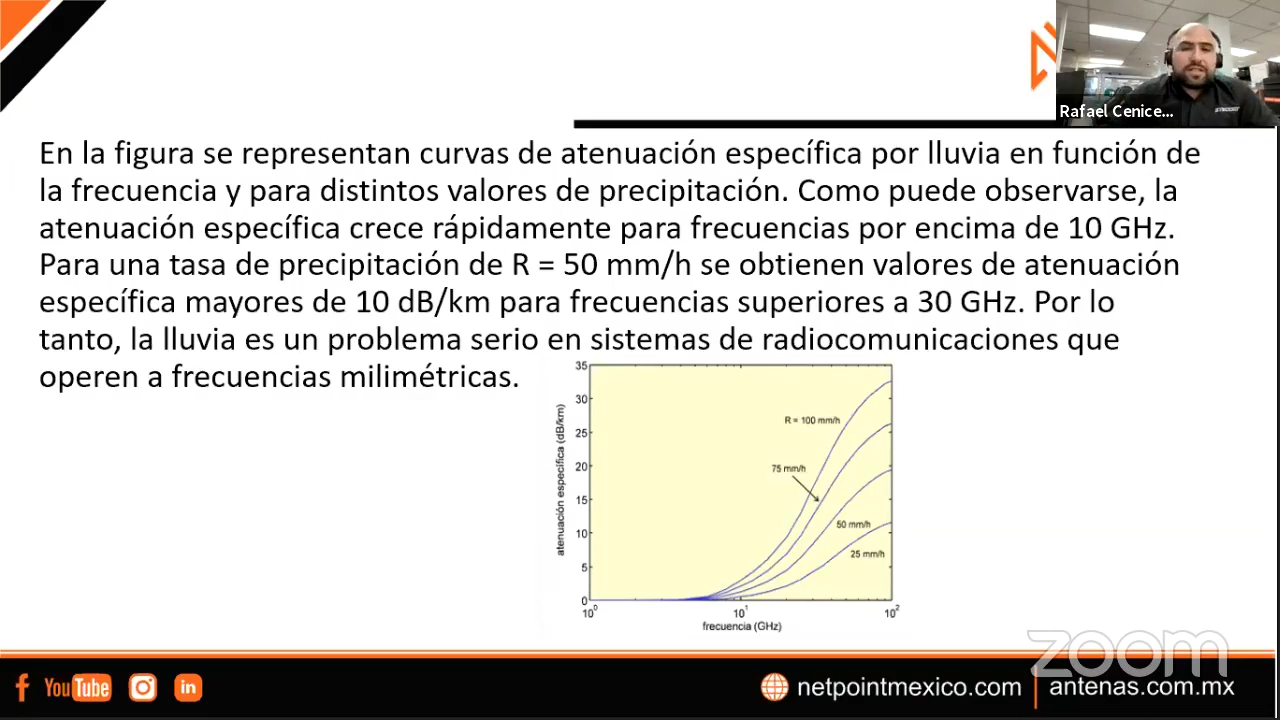 Rafael Cenice...
En la figura se representan curvas de atenuación específica por lluvia en función de
la frecuencia y para distintos valores de precipitación. Como puede observarse, la
atenuación específica crece rápidamente para frecuencias por encima de 10 GHz.
Para una tasa de precipitación de R = 50 mm/h se obtienen valores de atenuación
específica mayores de 10 dB/km para frecuencias superiores a 30 GHz. Por lo
tanto, la lluvia es un problema serio en sistemas de radiocomunicaciones que
operen a frecuencias milimétricas.
35
30
25
20
15
10
5
0
atenuación específica (dB/km)
R = 100 mm/h
75 mm/h
50 mm/h
25 mm/h
10⁰
10¹
10²
frecuencia (GHz)
zoom
YouTube
in
netpointmexico.com
antenas.com.mx